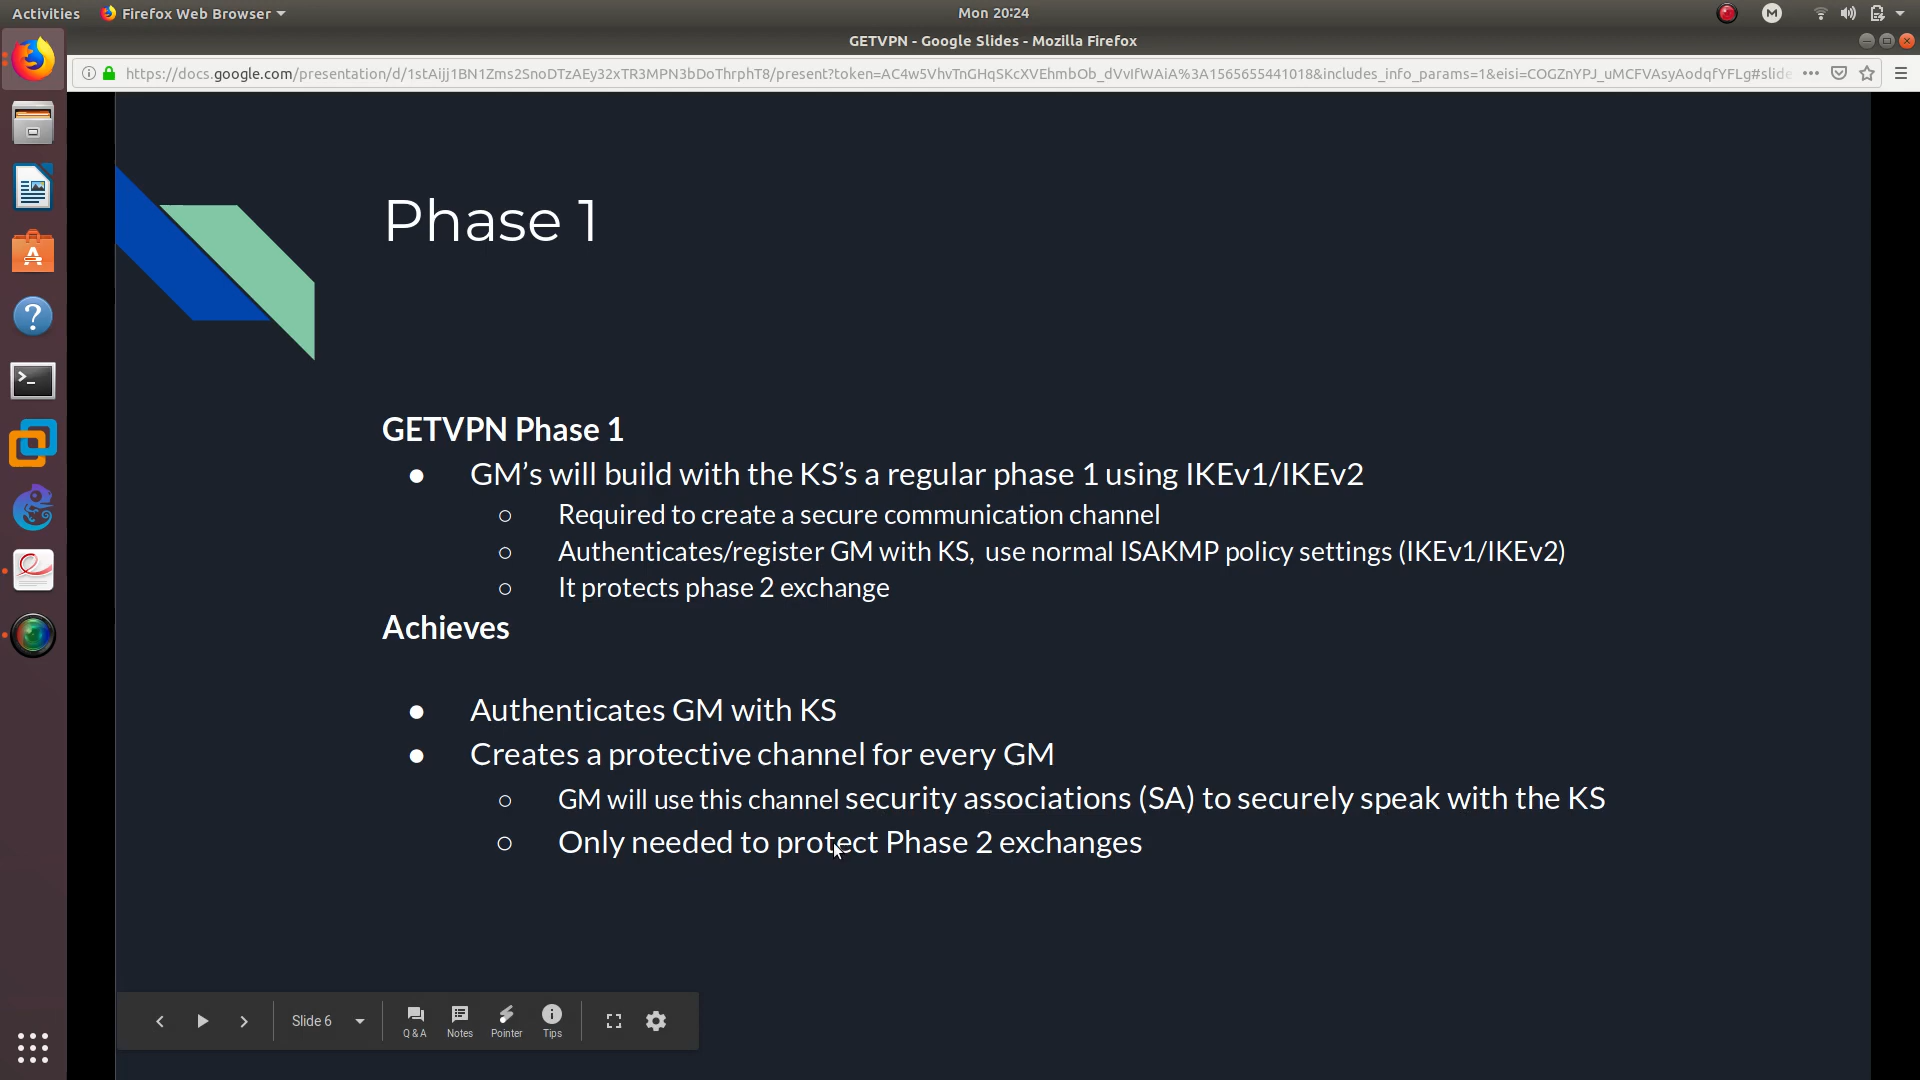 Activities
Firefox Web Browser
Mon 20:24
M
GETVPN - Google Slides - Mozilla Firefox
https://docs.google.com/presentation/d/1stAijj1BN1Zms2SnoDTzAEy32xTR3MPN3bDoThrphT8/present?token=AC4w5VhvTnGHqSKcXVEhmbOb_dVvIfWAiA%3A1565655441018&includes_info_params=1&eisi=COGZnYPJ_uMCFVAsyAodqfYFLg#slide
Phase 1
GETVPN Phase 1
● GM’s will build with the KS’s a regular phase 1 using IKEv1/IKEv2
○ Required to create a secure communication channel
○ Authenticates/register GM with KS, use normal ISAKMP policy settings (IKEv1/IKEv2)
○ It protects phase 2 exchange
Achieves
● Authenticates GM with KS
● Creates a protective channel for every GM
○ GM will use this channel security associations (SA) to securely speak with the KS
○ Only needed to protect Phase 2 exchanges
Slide 6
Q & A
Notes
Pointer
Tips